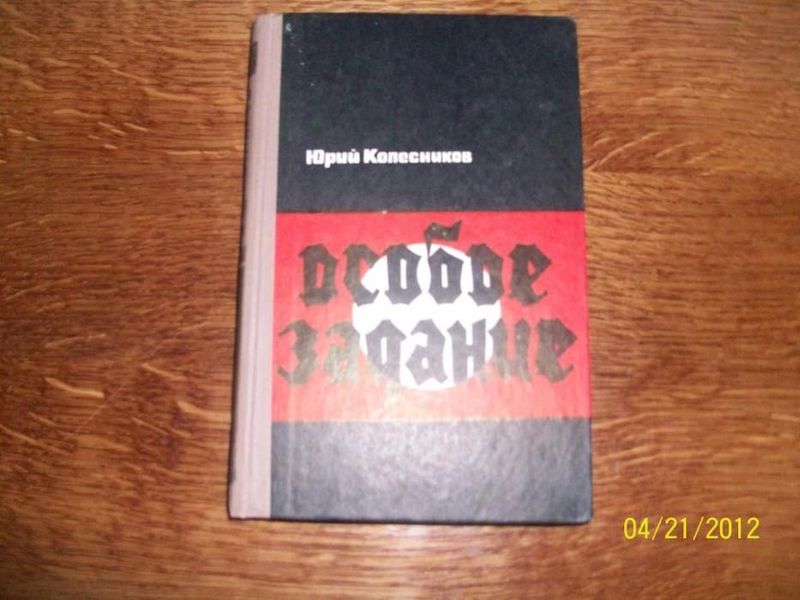 Юрий Колесников
особое
задание
04/21/2012